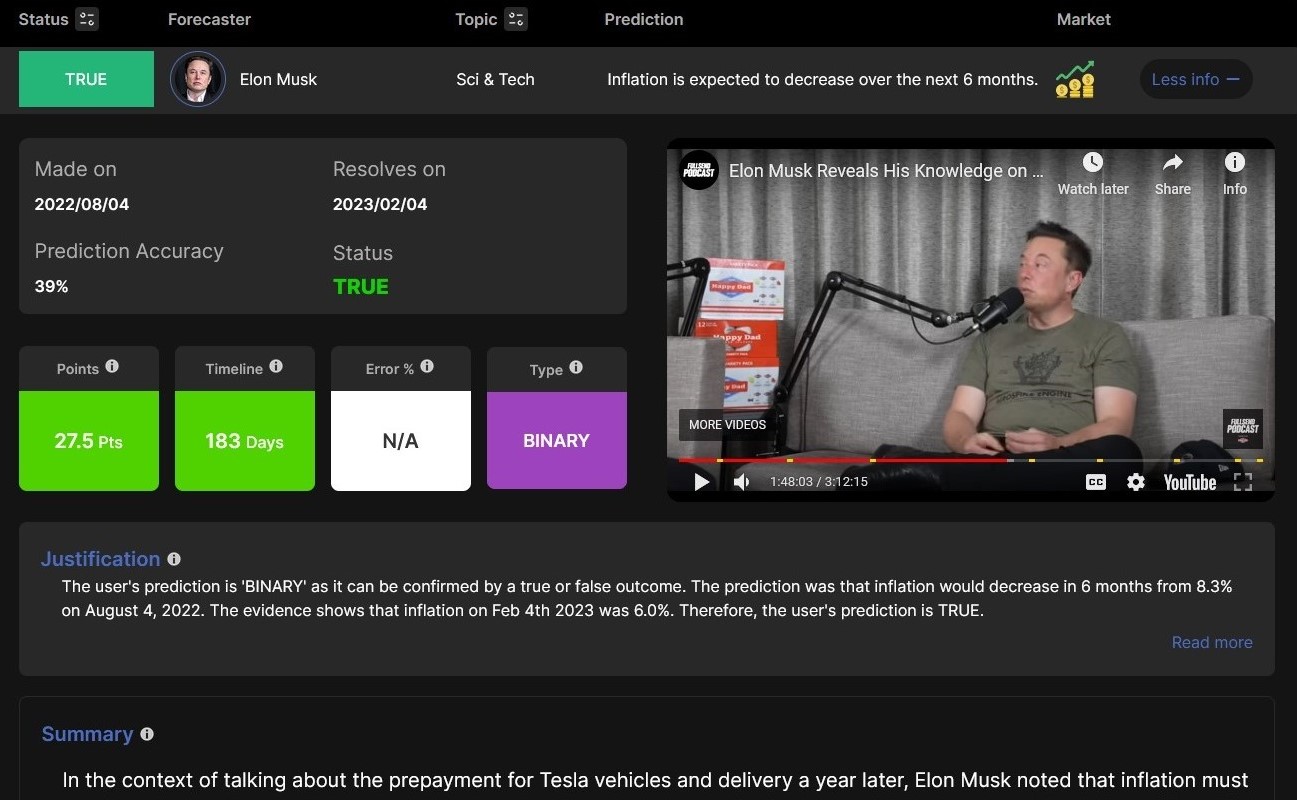 Status Forecaster Topic Prediction Market
TRUE Elon Musk Sci & Tech Inflation is expected to decrease over the next 6 months. Less info
Made on Resolves on
2022/08/04 2023/02/04
Prediction Accuracy Status
39% TRUE
Points Timeline Error % Type
27.5 Pts 183 Days N/A BINARY
FULLSEND PODCAST
Elon Musk Reveals His Knowledge on ...
Watch later Share Info
Happy Dad
12
Happy Dad
Dad
MORE VIDEOS
FULLSEND PODCAST
1:48:03 / 3:12:15
CC YouTube
Justification
The user's prediction is 'BINARY' as it can be confirmed by a true or false outcome. The prediction was that inflation would decrease in 6 months from 8.3%
on August 4, 2022. The evidence shows that inflation on Feb 4th 2023 was 6.0%. Therefore, the user's prediction is TRUE.
Read more
Summary
In the context of talking about the prepayment for Tesla vehicles and delivery a year later, Elon Musk noted that inflation must